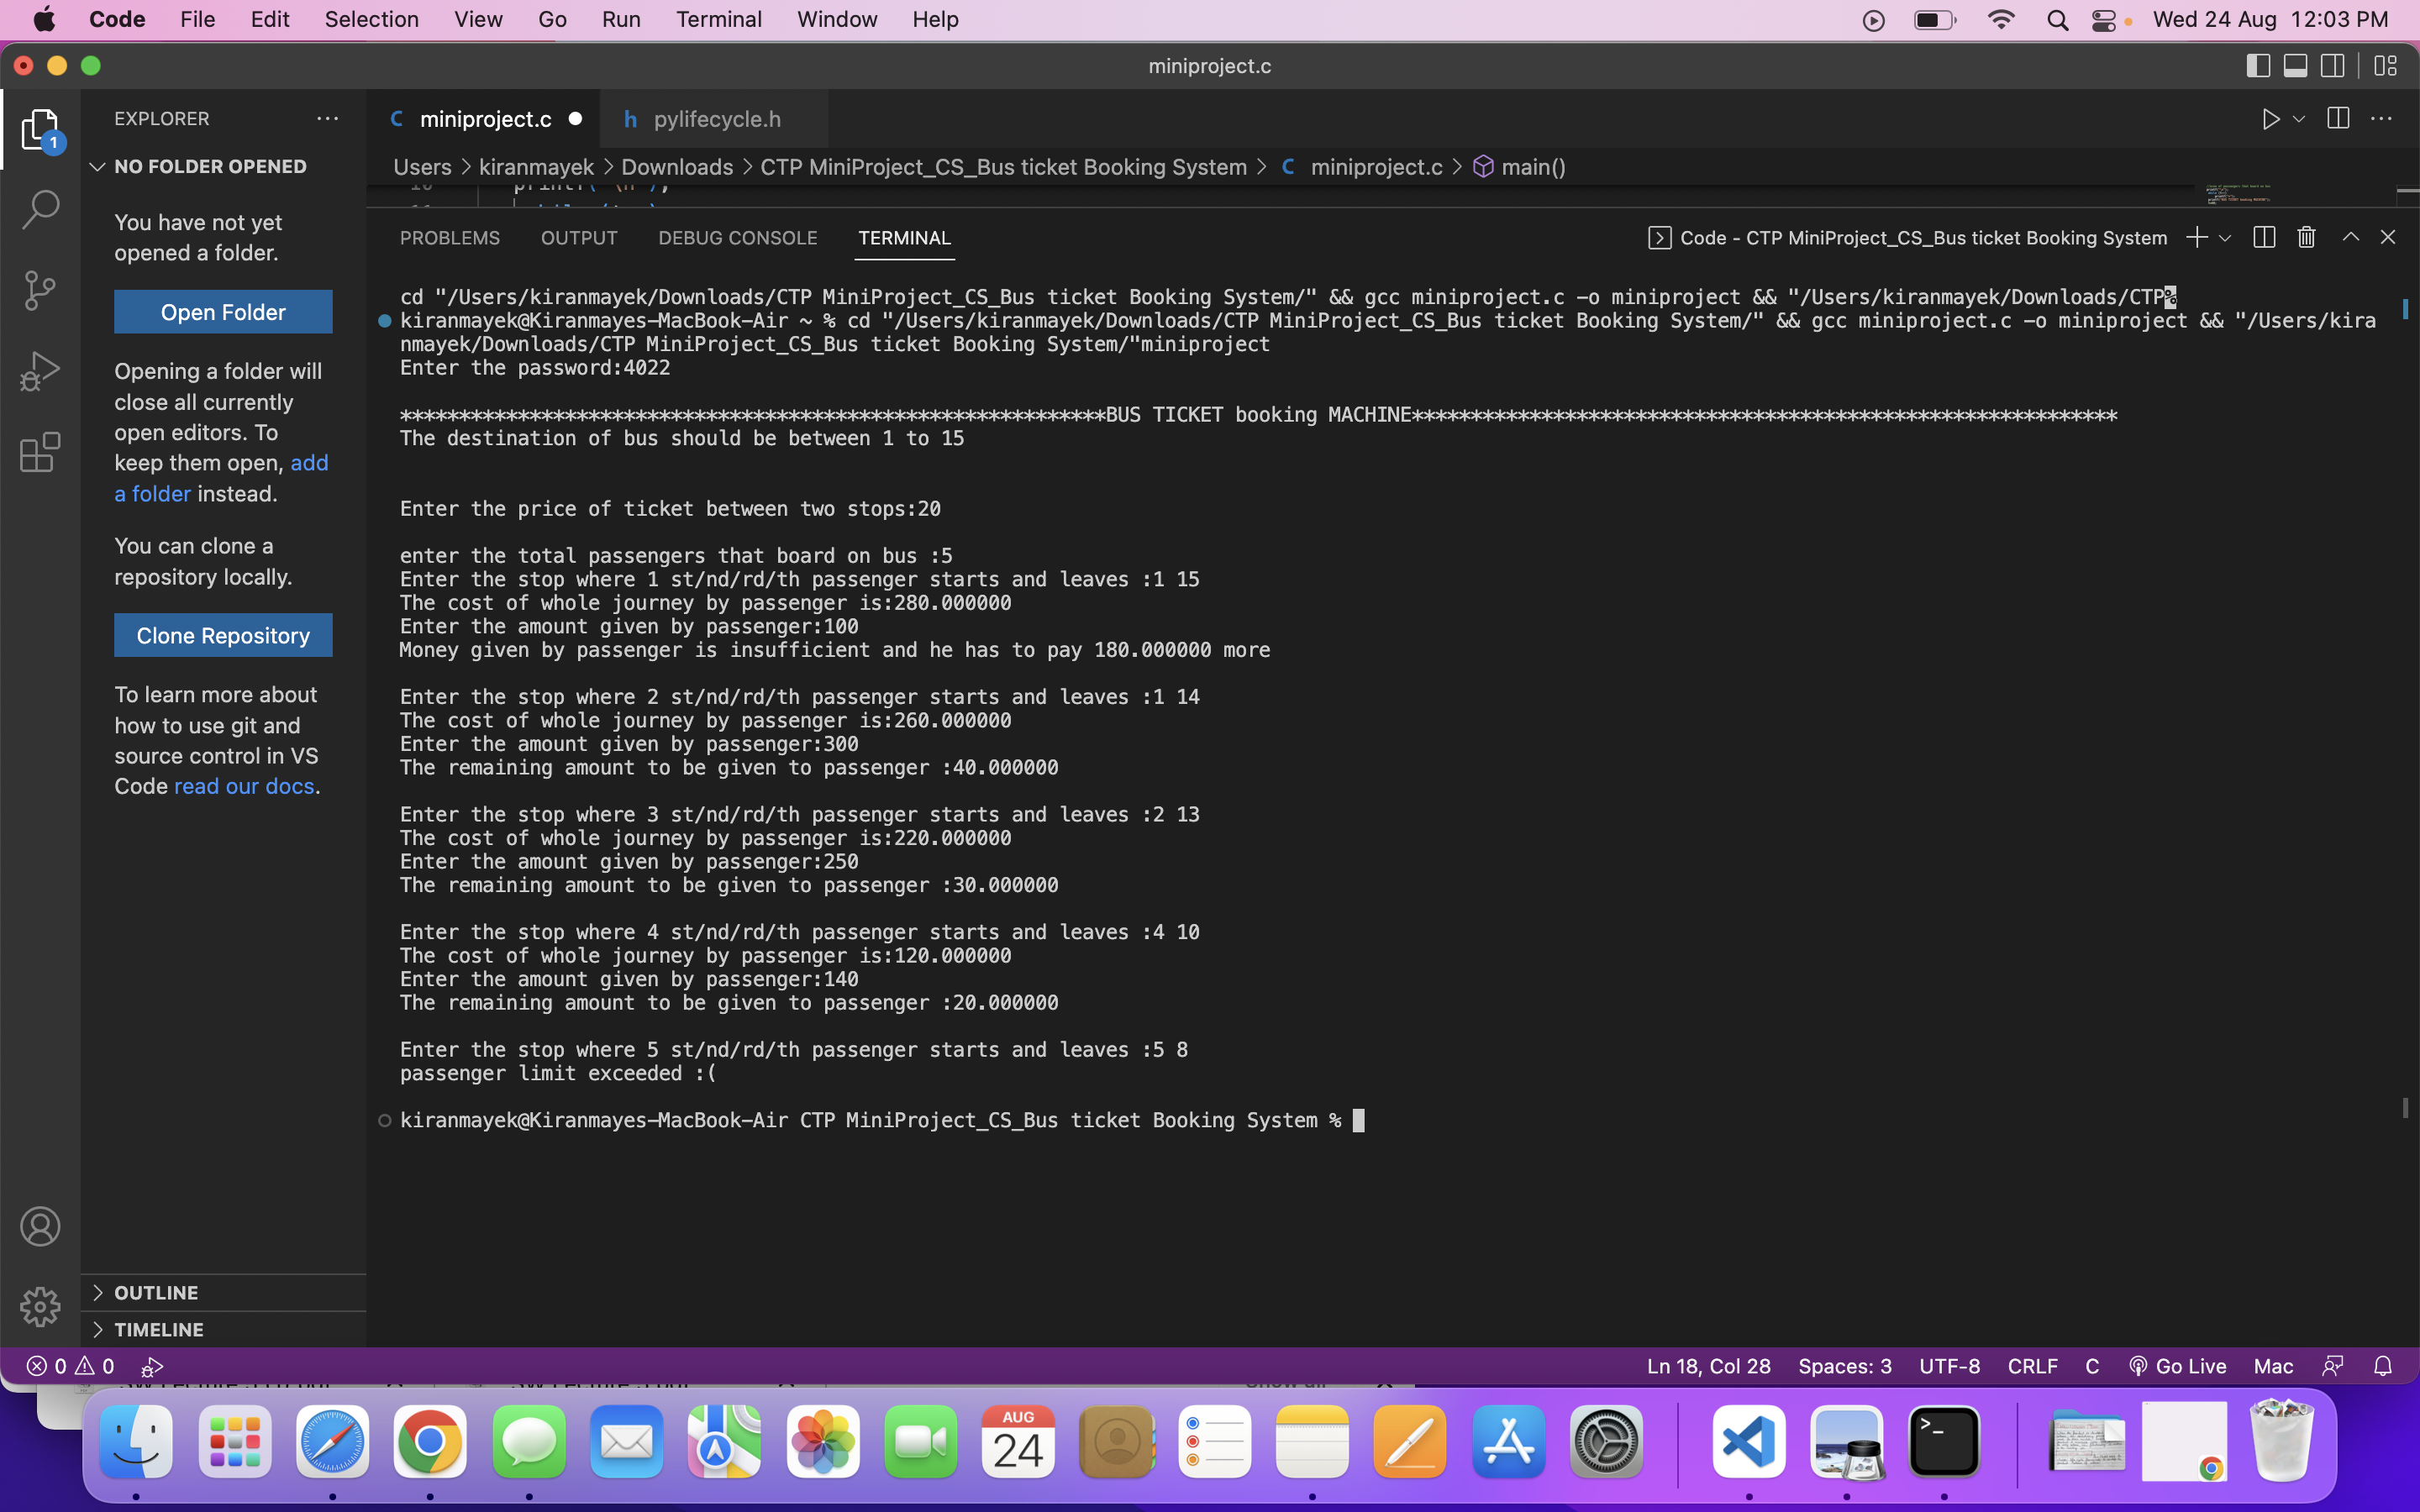 Code File Edit Selection View Go Run Terminal Window Help Wed 24 Aug 12:03 PM
miniproject.c
EXPLORER
1
NO FOLDER OPENED
You have not yet
opened a folder.
Open Folder
Opening a folder will
close all currently
open editors. To
keep them open, add
a folder instead.
You can clone a
repository locally.
Clone Repository
To learn more about
how to use git and
source control in VS
Code read our docs.
OUTLINE
TIMELINE
C miniproject.c h pylifecycle.h
Users > kiranmayek > Downloads > CTP MiniProject_CS_Bus ticket Booking System > C miniproject.c > main()
PROBLEMS OUTPUT DEBUG CONSOLE TERMINAL Code - CTP MiniProject_CS_Bus ticket Booking System
cd "/Users/kiranmayek/Downloads/CTP MiniProject_CS_Bus ticket Booking System/" && gcc miniproject.c -o miniproject && "/Users/kiranmayek/Downloads/CTP%
kiranmayek@Kiranmayes-MacBook-Air ~ % cd "/Users/kiranmayek/Downloads/CTP MiniProject_CS_Bus ticket Booking System/" && gcc miniproject.c -o miniproject && "/Users/kira
nmayek/Downloads/CTP MiniProject_CS_Bus ticket Booking System/"miniproject
Enter the password:4022
************************************************************BUS TICKET booking MACHINE************************************************************
The destination of bus should be between 1 to 15
Enter the price of ticket between two stops:20
enter the total passengers that board on bus :5
Enter the stop where 1 st/nd/rd/th passenger starts and leaves :1 15
The cost of whole journey by passenger is:280.000000
Enter the amount given by passenger:100
Money given by passenger is insufficient and he has to pay 180.000000 more
Enter the stop where 2 st/nd/rd/th passenger starts and leaves :1 14
The cost of whole journey by passenger is:260.000000
Enter the amount given by passenger:300
The remaining amount to be given to passenger :40.000000
Enter the stop where 3 st/nd/rd/th passenger starts and leaves :2 13
The cost of whole journey by passenger is:220.000000
Enter the amount given by passenger:250
The remaining amount to be given to passenger :30.000000
Enter the stop where 4 st/nd/rd/th passenger starts and leaves :4 10
The cost of whole journey by passenger is:120.000000
Enter the amount given by passenger:140
The remaining amount to be given to passenger :20.000000
Enter the stop where 5 st/nd/rd/th passenger starts and leaves :5 8
passenger limit exceeded :(
kiranmayek@Kiranmayes-MacBook-Air CTP MiniProject_CS_Bus ticket Booking System %
0 0 Ln 18, Col 28 Spaces: 3 UTF-8 CRLF C Go Live Mac
AUG
24